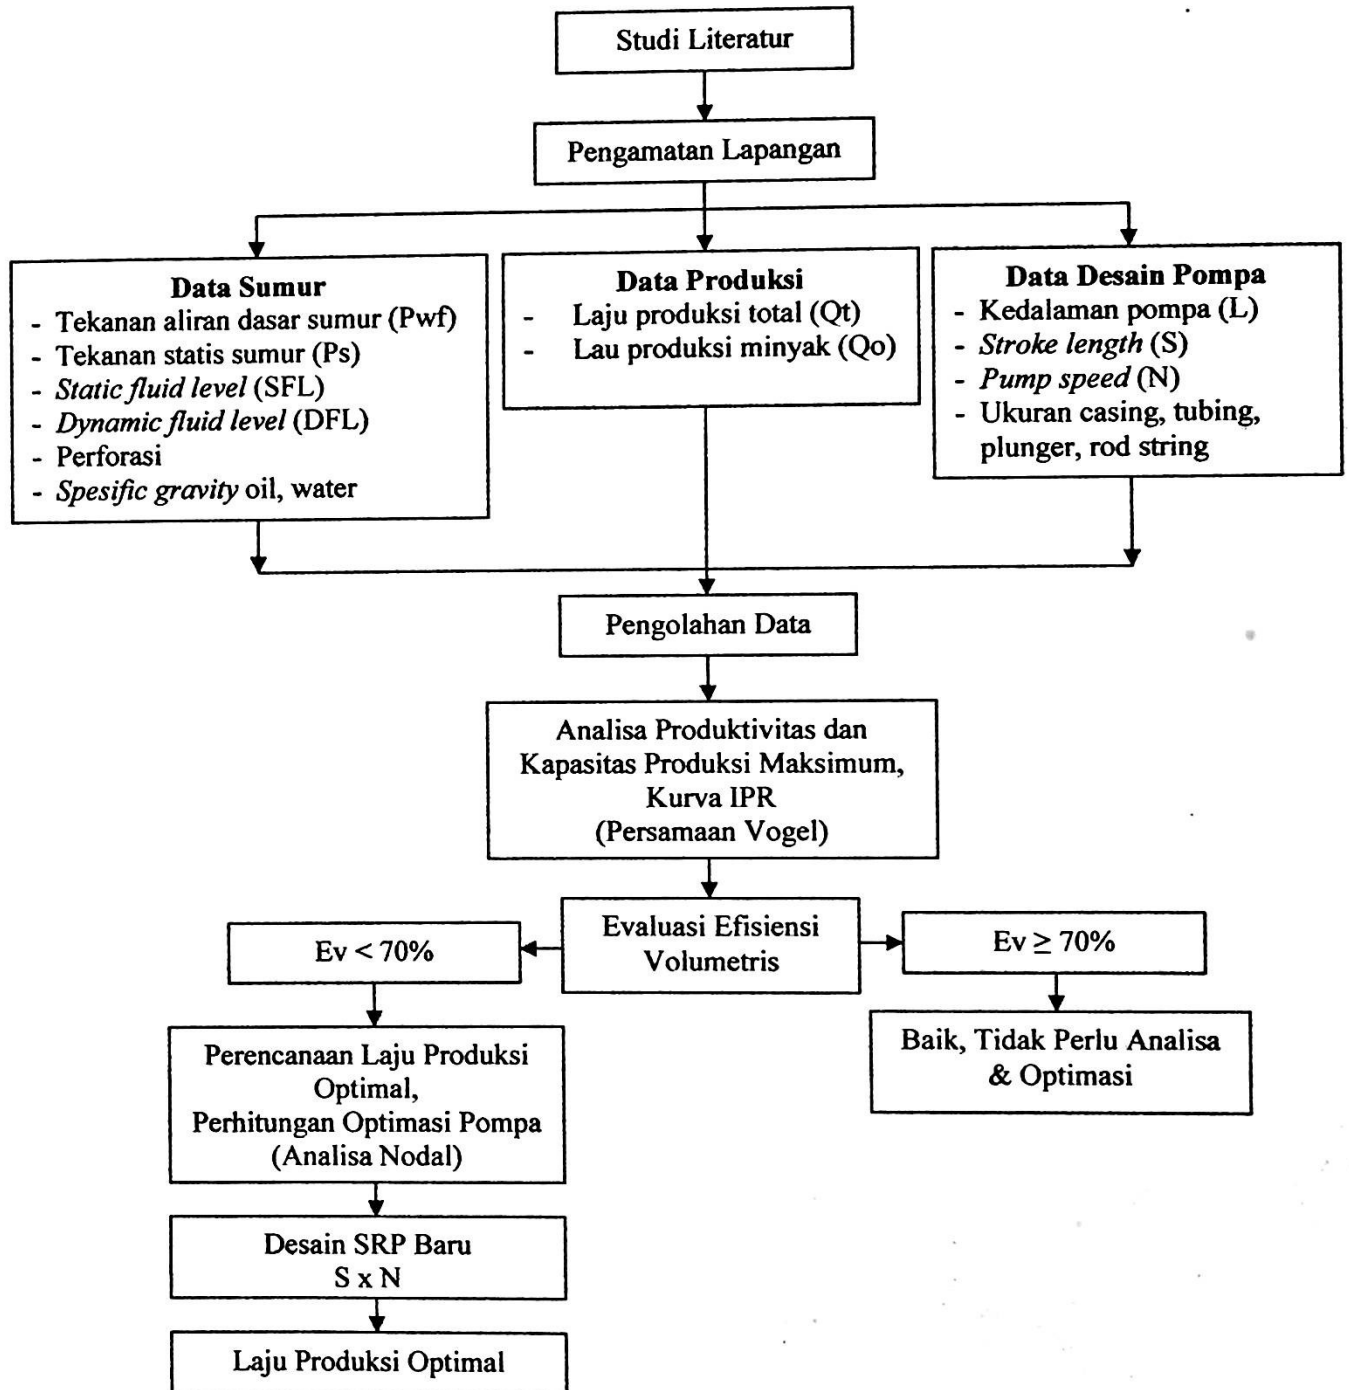 Studi Literatur
Pengamatan Lapangan
Data Sumur
- Tekanan aliran dasar sumur (Pwf)
- Tekanan statis sumur (Ps)
- Static fluid level (SFL)
- Dynamic fluid level (DFL)
- Perforasi
- Spesific gravity oil, water
Data Produksi
- Laju produksi total (Qt)
- Lau produksi minyak (Qo)
Data Desain Pompa
- Kedalaman pompa (L)
- Stroke length (S)
- Pump speed (N)
- Ukuran casing, tubing,
plunger, rod string
Pengolahan Data
Analisa Produktivitas dan
Kapasitas Produksi Maksimum,
Kurva IPR
(Persamaan Vogel)
Evaluasi Efisiensi
Volumetris
Ev < 70%
Ev ≥ 70%
Perencanaan Laju Produksi
Optimal,
Perhitungan Optimasi Pompa
(Analisa Nodal)
Baik, Tidak Perlu Analisa
& Optimasi
Desain SRP Baru
S x N
Laju Produksi Optimal